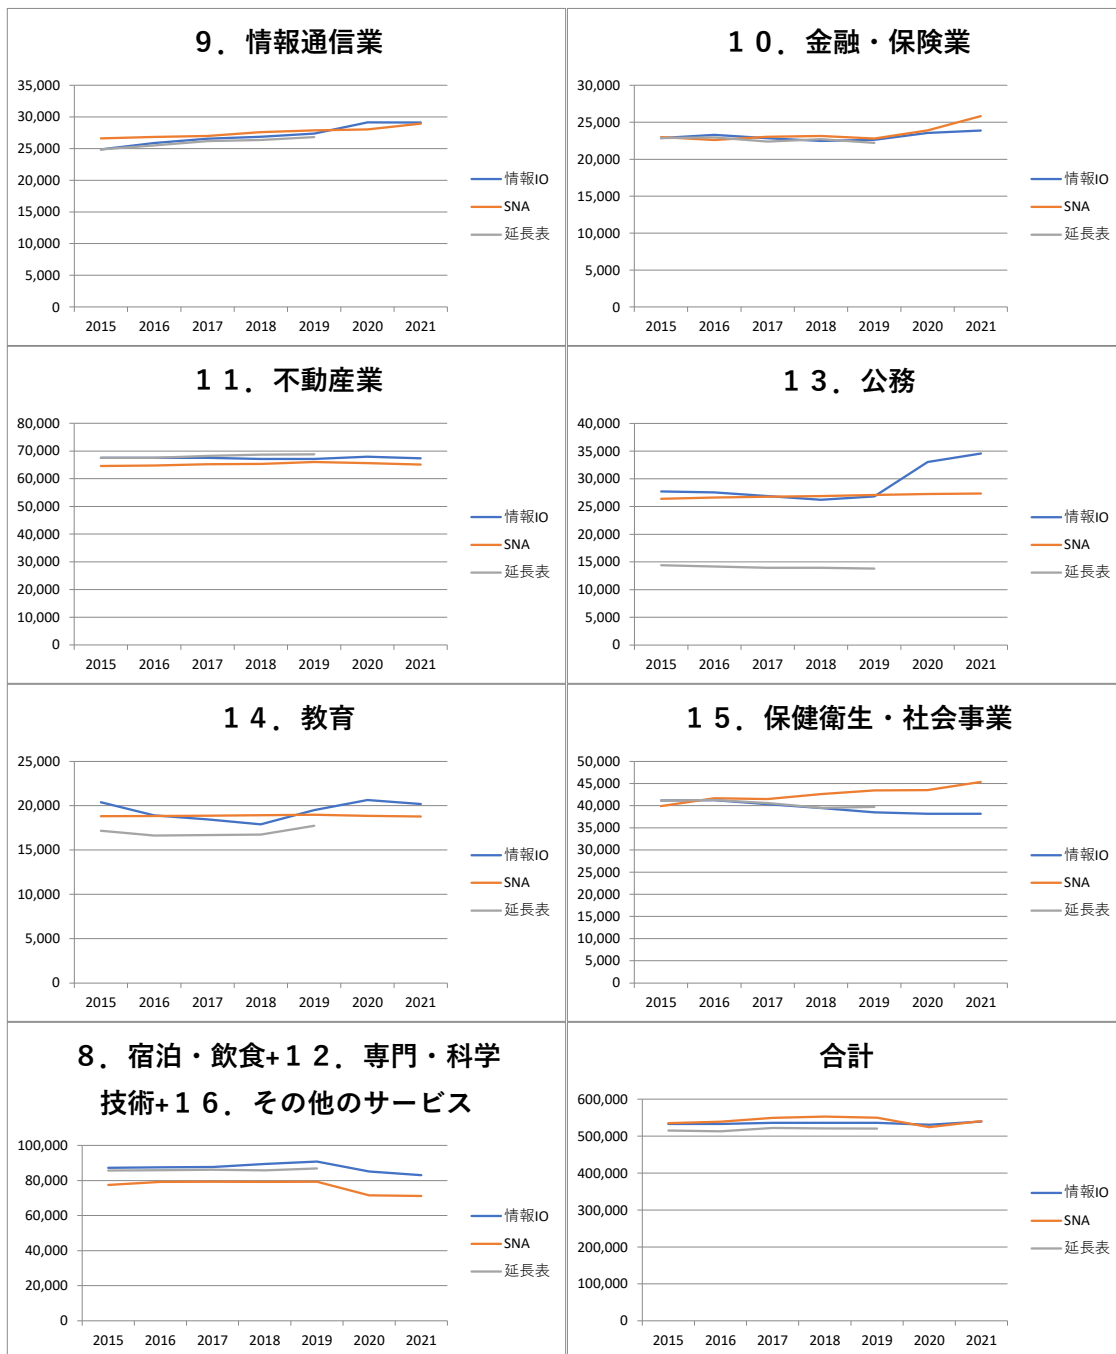 ９．情報通信業
35,000
30,000
25,000
20,000
15,000
10,000
5,000
0
2015 2016 2017 2018 2019 2020 2021
情報IO
SNA
延長表
１０．金融・保険業
30,000
25,000
20,000
15,000
10,000
5,000
0
2015 2016 2017 2018 2019 2020 2021
情報IO
SNA
延長表
１１．不動産業
80,000
70,000
60,000
50,000
40,000
30,000
20,000
10,000
0
2015 2016 2017 2018 2019 2020 2021
情報IO
SNA
延長表
１３．公務
40,000
35,000
30,000
25,000
20,000
15,000
10,000
5,000
0
2015 2016 2017 2018 2019 2020 2021
情報IO
SNA
延長表
１４．教育
25,000
20,000
15,000
10,000
5,000
0
2015 2016 2017 2018 2019 2020 2021
情報IO
SNA
延長表
１５．保健衛生・社会事業
50,000
45,000
40,000
35,000
30,000
25,000
20,000
15,000
10,000
5,000
0
2015 2016 2017 2018 2019 2020 2021
情報IO
SNA
延長表
８．宿泊・飲食+１２．専門・科学
技術+１６．その他のサービス
100,000
80,000
60,000
40,000
20,000
0
2015 2016 2017 2018 2019 2020 2021
情報IO
SNA
延長表
合計
600,000
500,000
400,000
300,000
200,000
100,000
0
2015 2016 2017 2018 2019 2020 2021
情報IO
SNA
延長表